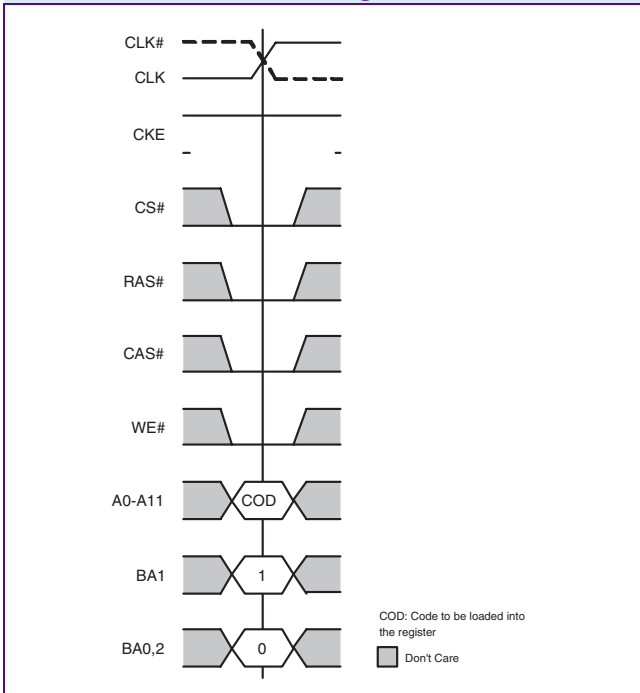 CLK#
CLK
CKE
CS#
RAS#
CAS#
WE#
A0-A11
COD
BA1
1
BA0,2
0
COD: Code to be loaded into
the register
Don't Care